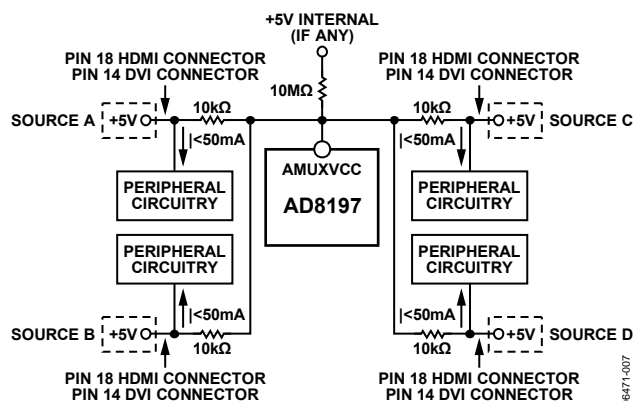 +5V INTERNAL
(IF ANY)
PIN 18 HDMI CONNECTOR
PIN 14 DVI CONNECTOR
PIN 18 HDMI CONNECTOR
PIN 14 DVI CONNECTOR
10MΩ
10kΩ
10kΩ
SOURCE A
+5V
+5V
SOURCE C
|<50mA
|<50mA
AMUXVCC
AD8197
PERIPHERAL
CIRCUITRY
PERIPHERAL
CIRCUITRY
PERIPHERAL
CIRCUITRY
PERIPHERAL
CIRCUITRY
|<50mA
|<50mA
SOURCE B
+5V
+5V
SOURCE D
10kΩ
10kΩ
PIN 18 HDMI CONNECTOR
PIN 14 DVI CONNECTOR
PIN 18 HDMI CONNECTOR
PIN 14 DVI CONNECTOR
6471-007